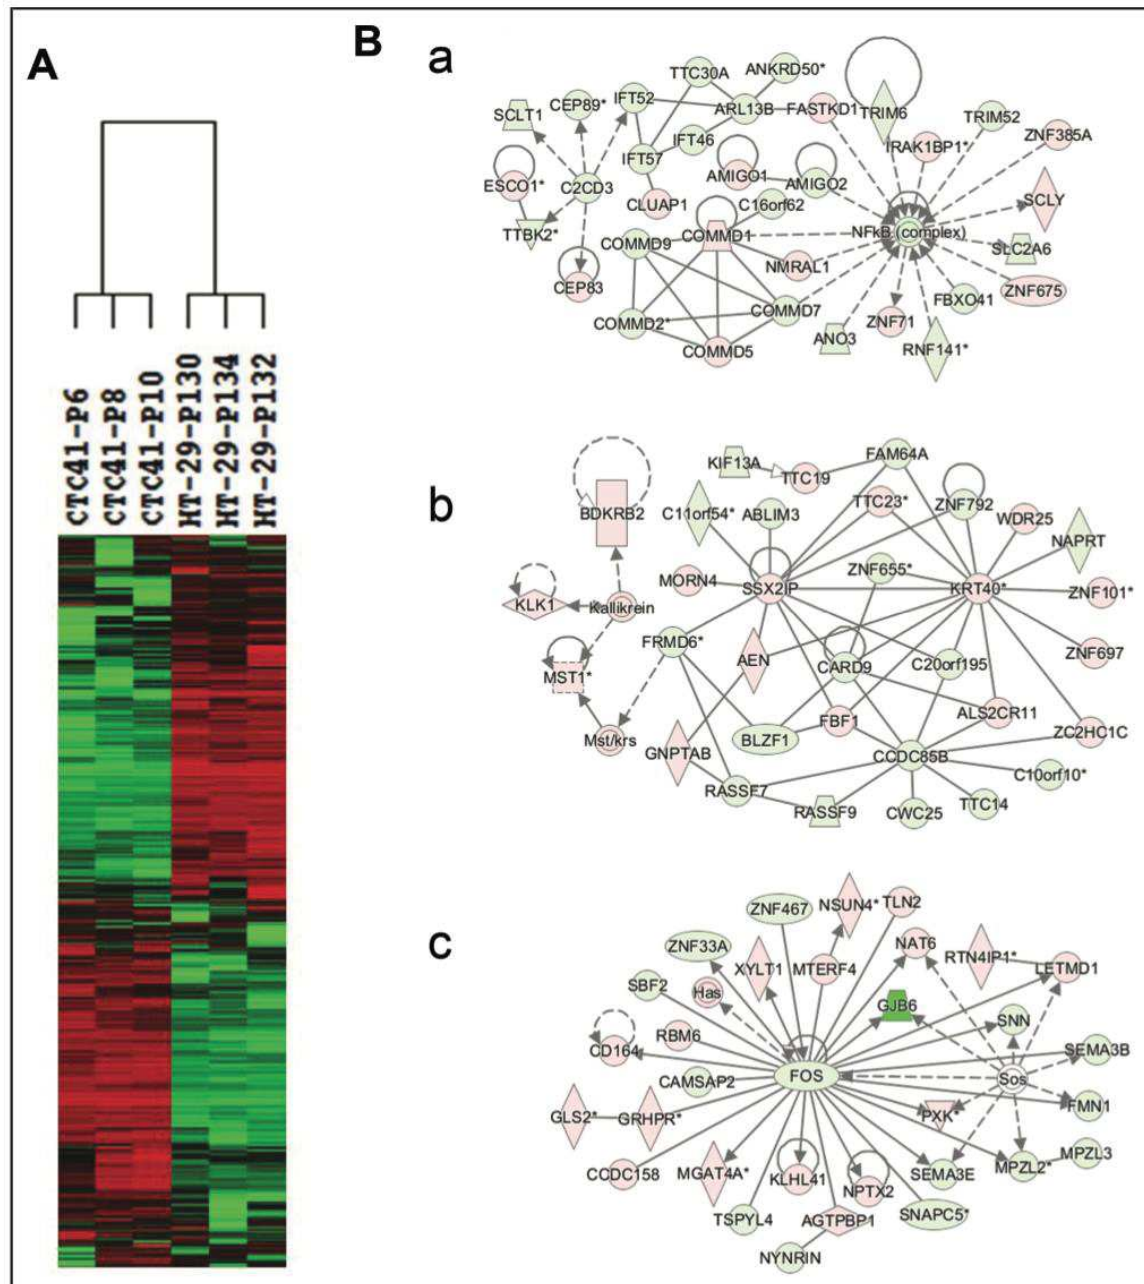 A
B
a
b
c
CTC41-P6
CTC41-P8
CTC41-P10
HT-29-P130
HT-29-P134
HT-29-P132
TTC30A
ANKRD50*
SCLT1
CEP89*
IFT52
ARL13B
FASTKD1
TRIM6
TRIM52
ZNF385A
IFT46
IRAK1BP1*
IFT57
ESCO1*
C2CD3
AMIGO1
AMIGO2
CLUAP1
C16orf62
SCLY
TTBK2*
COMMD9
COMMD1
NFkB (complex)
SLC2A6
CEP83
NMRAL1
ZNF675
COMMD7
FBXO41
COMMD2*
ZNF71
ANO3
COMMD5
RNF141*
KIF13A
FAM64A
TTC19
BDKRB2
C11orf54*
ABLIM3
TTC23*
ZNF792
WDR25
NAPRT
ZNF655*
MORN4
SSX2IP
KRT40*
ZNF101*
KLK1
Kallikrein
FRMD6*
AEN
CARD9
C20orf195
ZNF697
MST1*
ALS2CR11
Mst/krs
BLZF1
FBF1
ZC2HC1C
GNPTAB
CCDC85B
C10orf10*
RASSF7
RASSF9
CWC25
TTC14
ZNF467
NSUN4*
TLN2
ZNF33A
XYLT1
MTERF4
NAT6
RTN4IP1*
LETMD1
SBF2
Has
GJB6
SNN
CD164
RBM6
SEMA3B
CAMSAP2
FOS
Sos
GLS2*
GRHPR*
PXK*
FMN1
CCDC158
MGAT4A*
KLHL41
NPTX2
SEMA3E
MPZL2*
MPZL3
TSPYL4
AGTPBP1
SNAPC5*
NYNRIN